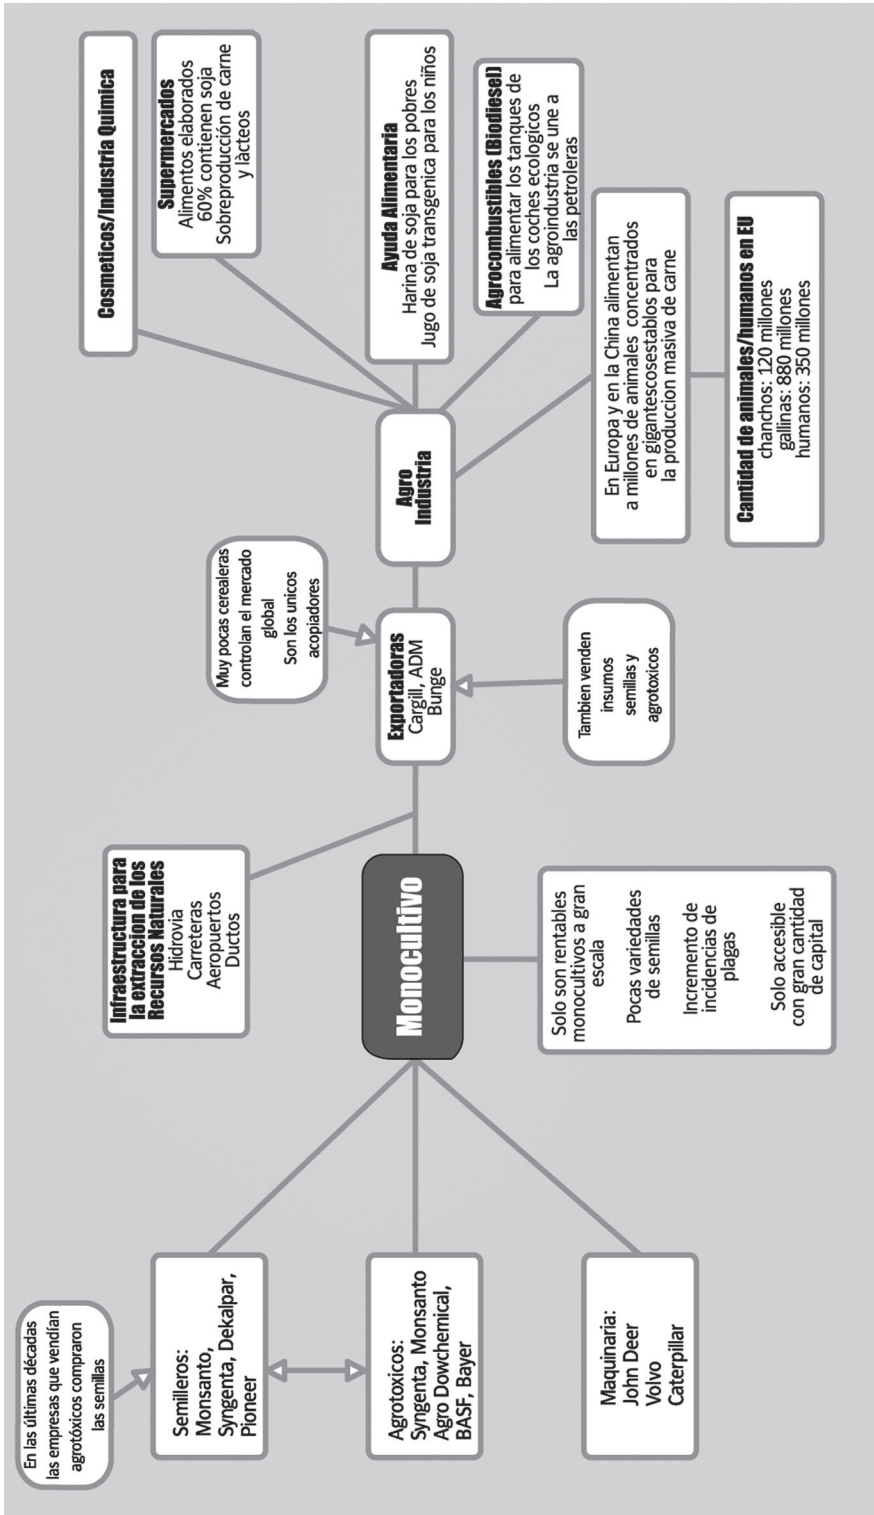 En las últimas décadas
las empresas que vendían
agrotóxicos compraron
las semillas
Semilleros:
Monsanto,
Syngenta, Dekalpar,
Pioneer
Agrotoxicos:
Syngenta, Monsanto
Agro Dowchemical,
BASF, Bayer
Maquinaria:
John Deer
Volvo
Caterpillar
Infraestructura para
la extraccion de los
Recursos Naturales
Hidrovia
Carreteras
Aeropuertos
Ductos
Monocultivo
Solo son rentables
monocultivos a gran
escala
Pocas variedades
de semillas
Incremento de
incidencias de
plagas
Solo accesible
con gran cantidad
de capital
Muy pocas cerealeras
controlan el mercado
global
Son los unicos
acopiadores
Exportadoras
Cargill, ADM
Bunge
Tambien venden
insumos
semillas y
agrotoxicos
Agro
Industria
Cosmeticos/Industria Quimica
Supermercados
Alimentos elaborados
60% contienen soja
Sobreproducción de carne
y làcteos
Ayuda Alimentaria
Harina de soja para los pobres
Jugo de soja transgenica para los niños
Agrocombustibles (Biodiesel)
para alimentar los tanques de
los coches ecologicos
La agroindustria se une a
las petroleras
En Europa y en la China alimentan
a millones de animales concentrados
en gigantescosestablos para
la produccion masiva de carne
Cantidad de animales/humanos en EU
chanchos: 120 millones
gallinas: 880 millones
humanos: 350 millones